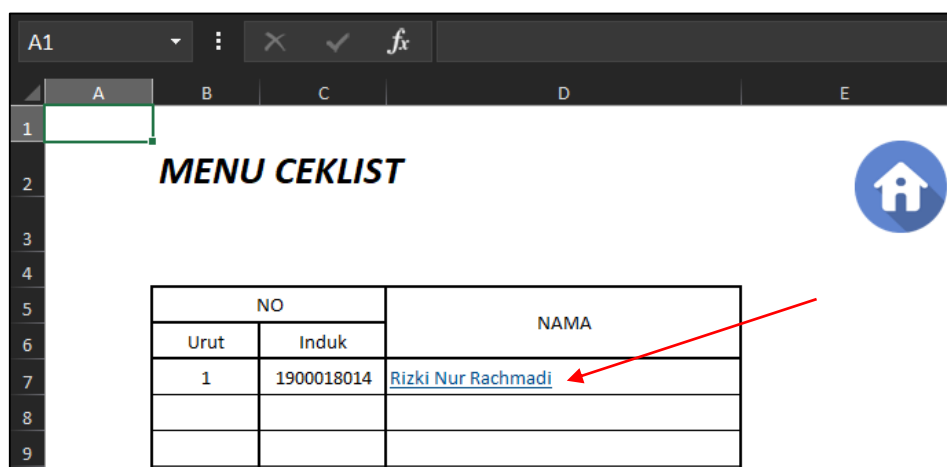 A1 fx
A B C D E
1
2 MENU CEKLIST
3
4
5 NO NAMA
6 Urut Induk
7 1 1900018014 Rizki Nur Rachmadi
8
9